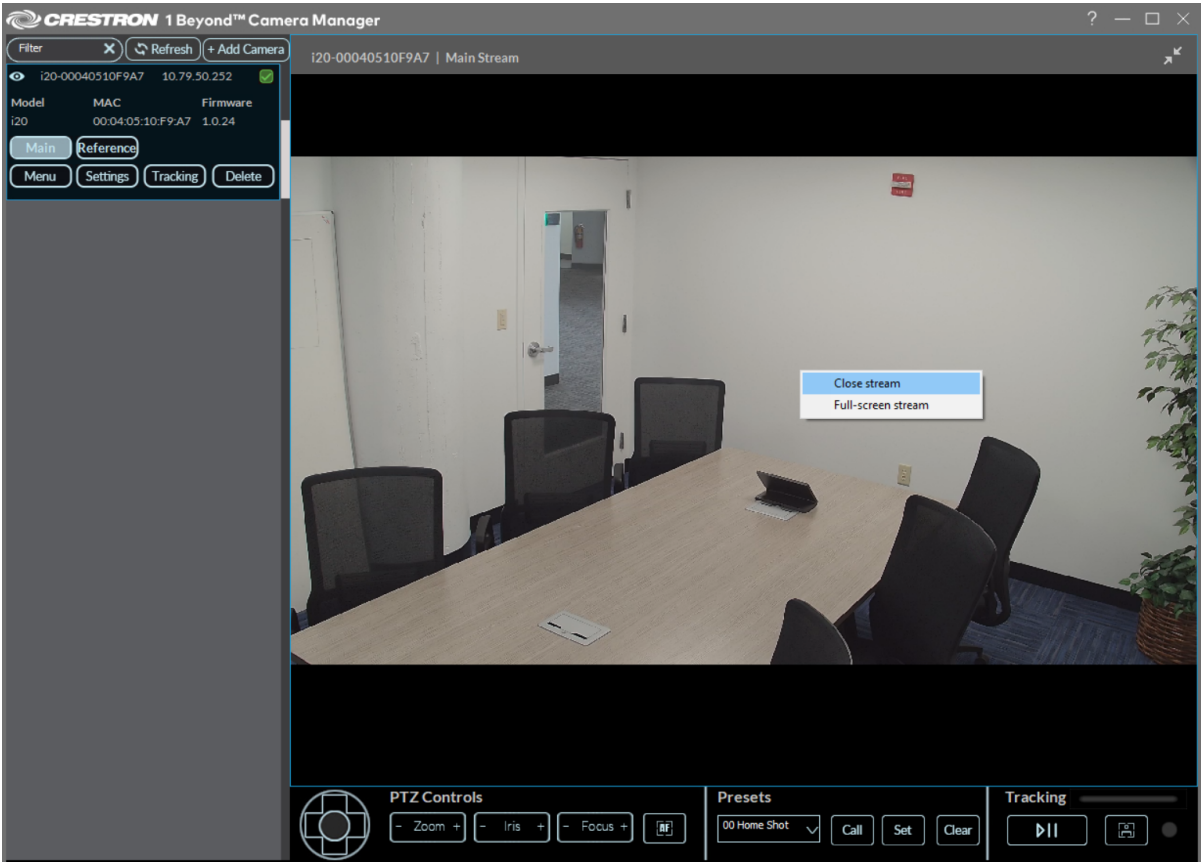 CRESTRON 1 Beyond™ Camera Manager ?
Filter Refresh + Add Camera
i20-00040510F9A7 | Main Stream
i20-00040510F9A7 10.79.50.252
Model MAC Firmware
i20 00:04:05:10:F9:A7 1.0.24
Main Reference
Menu Settings Tracking Delete
Close stream
Full-screen stream
PTZ Controls Presets Tracking
- Zoom + - Iris + - Focus + AF 00 Home Shot Call Set Clear